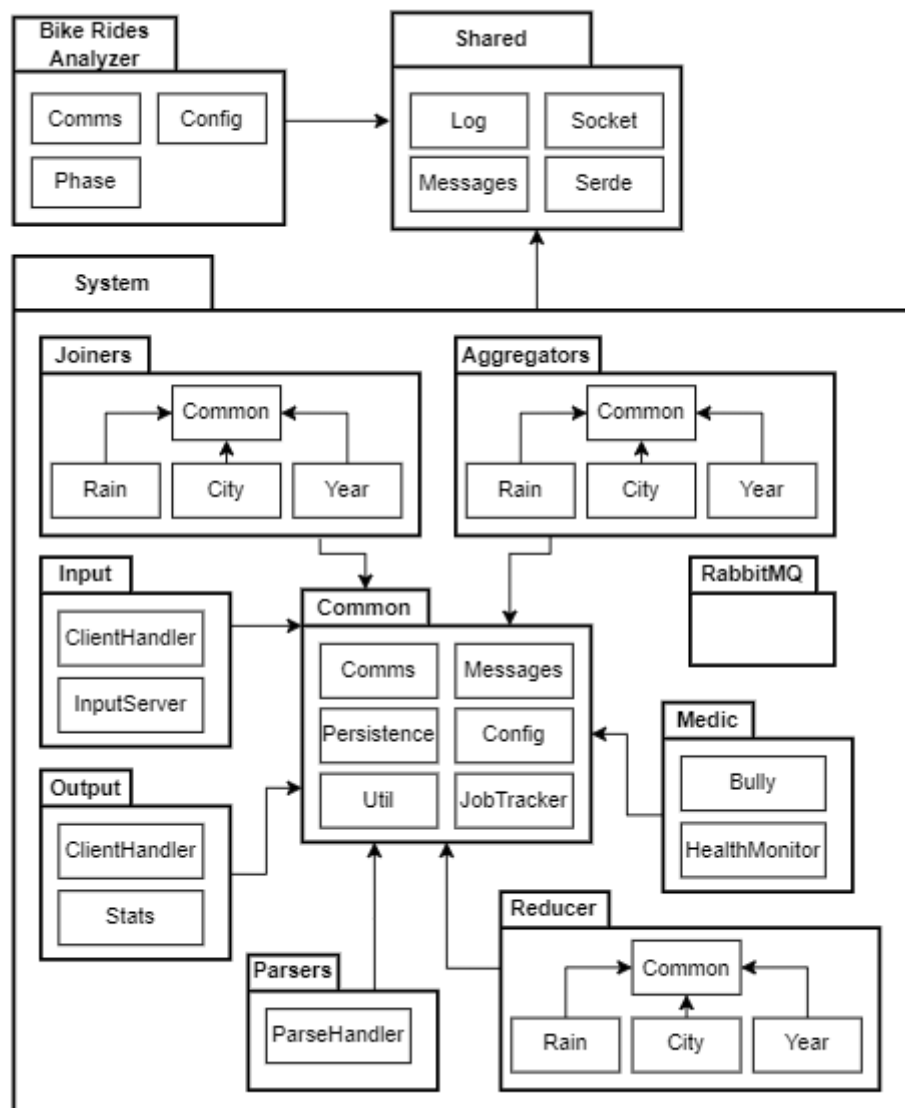 Bike Rides
Analyzer
Comms
Config
Phase
Shared
Log
Socket
Messages
Serde
System
Joiners
Common
Rain
City
Year
Aggregators
Common
Rain
City
Year
Input
ClientHandler
InputServer
Common
Comms
Messages
Persistence
Config
Util
JobTracker
RabbitMQ
Medic
Bully
HealthMonitor
Output
ClientHandler
Stats
Parsers
ParseHandler
Reducer
Common
Rain
City
Year